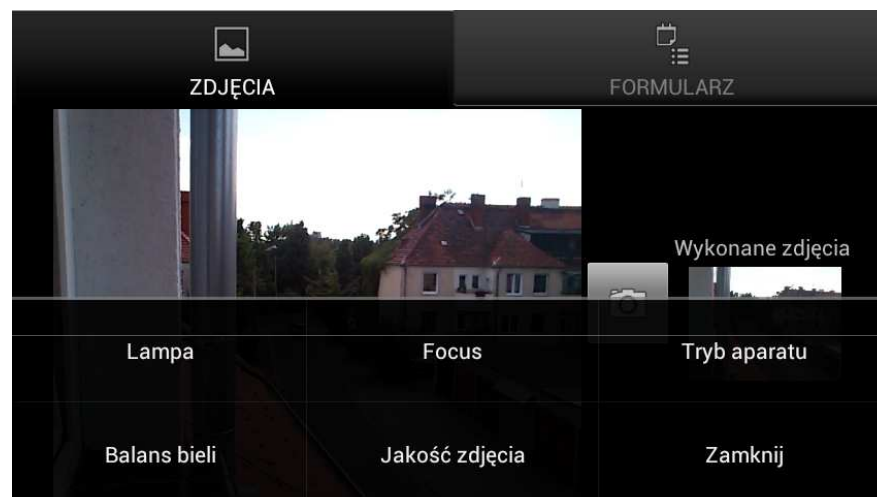 ZDJĘCIA
FORMULARZ
Wykonane zdjęcia
Lampa
Focus
Tryb aparatu
Balans bieli
Jakość zdjęcia
Zamknij